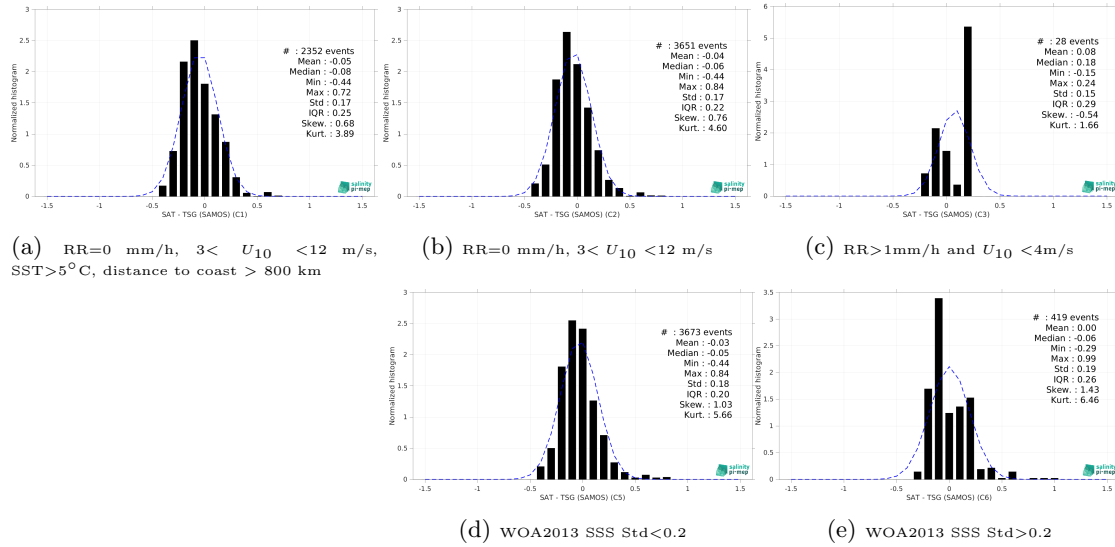 3
2.5
2
1.5
1
0.5
0
Normalized histogram
# : 2352 events
Mean : -0.05
Median : -0.08
Min : -0.44
Max : 0.72
Std : 0.17
IQR : 0.25
Skew. : 0.68
Kurt. : 3.89
salinity
pi-mep
-1.5 -1 -0.5 0 0.5 1 1.5
SAT - TSG (SAMOS) (C1)
(a) RR=0 mm/h, 3< U10 <12 m/s,
SST>5°C, distance to coast > 800 km
3
2.5
2
1.5
1
0.5
0
Normalized histogram
# : 3651 events
Mean : -0.04
Median : -0.06
Min : -0.44
Max : 0.84
Std : 0.17
IQR : 0.22
Skew. : 0.76
Kurt. : 4.60
salinity
pi-mep
-1.5 -1 -0.5 0 0.5 1 1.5
SAT - TSG (SAMOS) (C2)
(b) RR=0 mm/h, 3< U10 <12 m/s
6
5
4
3
2
1
0
Normalized histogram
# : 28 events
Mean : 0.08
Median : 0.18
Min : -0.15
Max : 0.24
Std : 0.15
IQR : 0.29
Skew. : -0.54
Kurt. : 1.66
salinity
pi-mep
-1.5 -1 -0.5 0 0.5 1 1.5
SAT - TSG (SAMOS) (C3)
(c) RR>1mm/h and U10 <4m/s
3
2.5
2
1.5
1
0.5
0
Normalized histogram
# : 3673 events
Mean : -0.03
Median : -0.05
Min : -0.44
Max : 0.84
Std : 0.18
IQR : 0.20
Skew. : 1.03
Kurt. : 5.66
salinity
pi-mep
-1.5 -1 -0.5 0 0.5 1 1.5
SAT - TSG (SAMOS) (C5)
(d) WOA2013 SSS Std<0.2
3.5
3
2.5
2
1.5
1
0.5
0
Normalized histogram
# : 419 events
Mean : 0.00
Median : -0.06
Min : -0.29
Max : 0.99
Std : 0.19
IQR : 0.26
Skew. : 1.43
Kurt. : 6.46
salinity
pi-mep
-1.5 -1 -0.5 0 0.5 1 1.5
SAT - TSG (SAMOS) (C6)
(e) WOA2013 SSS Std>0.2